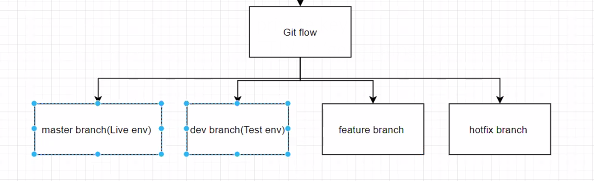 Git flow
master branch(Live env)
dev branch(Test env)
feature branch
hotfix branch